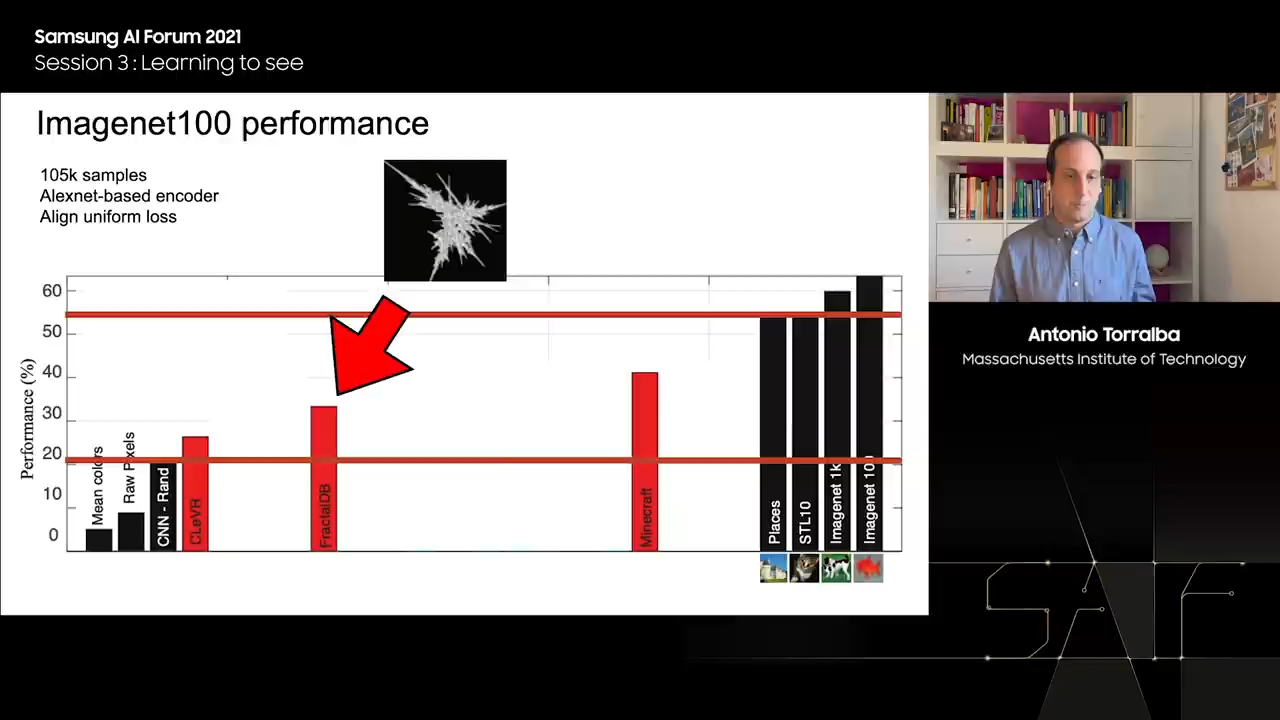 Samsung AI Forum 2021
Session 3 : Learning to see
Imagenet100 performance
105k samples
Alexnet-based encoder
Align uniform loss
Performance (%)
60
50
40
30
20
10
0
Mean colors
Raw Pixels
CNN - Rand
CLeVR
FractalDB
Minecraft
Places
STL10
Imagenet 1k
Imagenet 100
Antonio Torralba
Massachusetts Institute of Technology